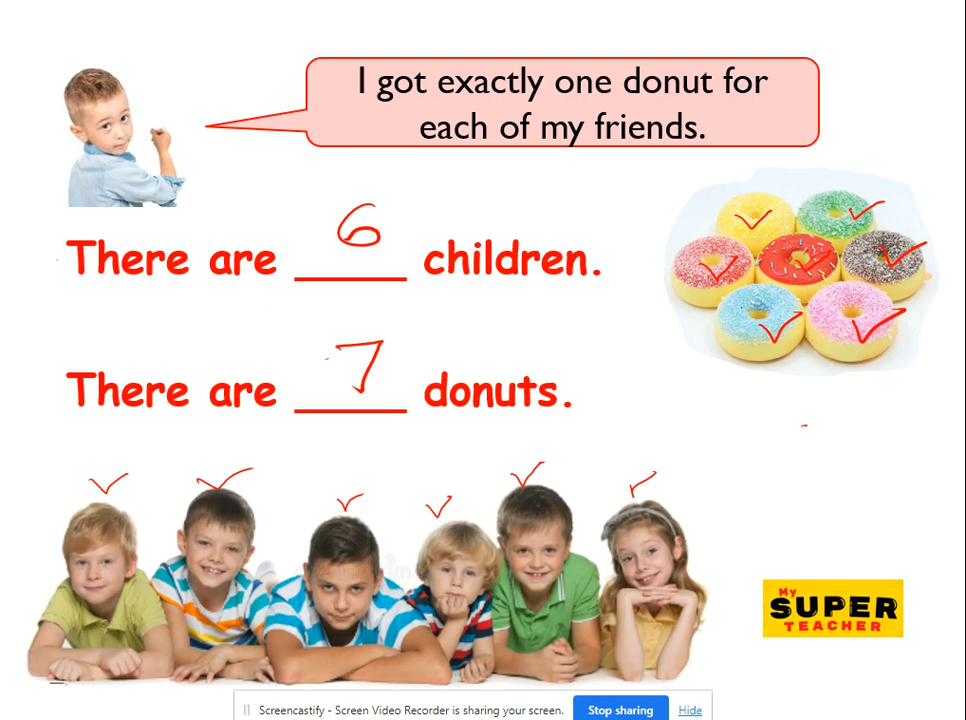 I got exactly one donut for
each of my friends.
There are 6 children.
There are 7 donuts.
My
SUPER
TEACHER
Screencastify - Screen Video Recorder is sharing your screen. Stop sharing Hide